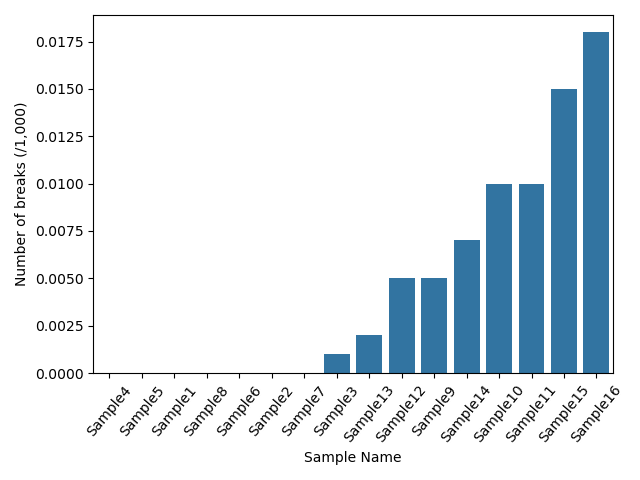 Number of breaks (/1,000)
0.0175
0.0150
0.0125
0.0100
0.0075
0.0050
0.0025
0.0000
Sample4
Sample5
Sample1
Sample8
Sample6
Sample2
Sample7
Sample3
Sample13
Sample12
Sample9
Sample14
Sample10
Sample11
Sample15
Sample16
Sample Name